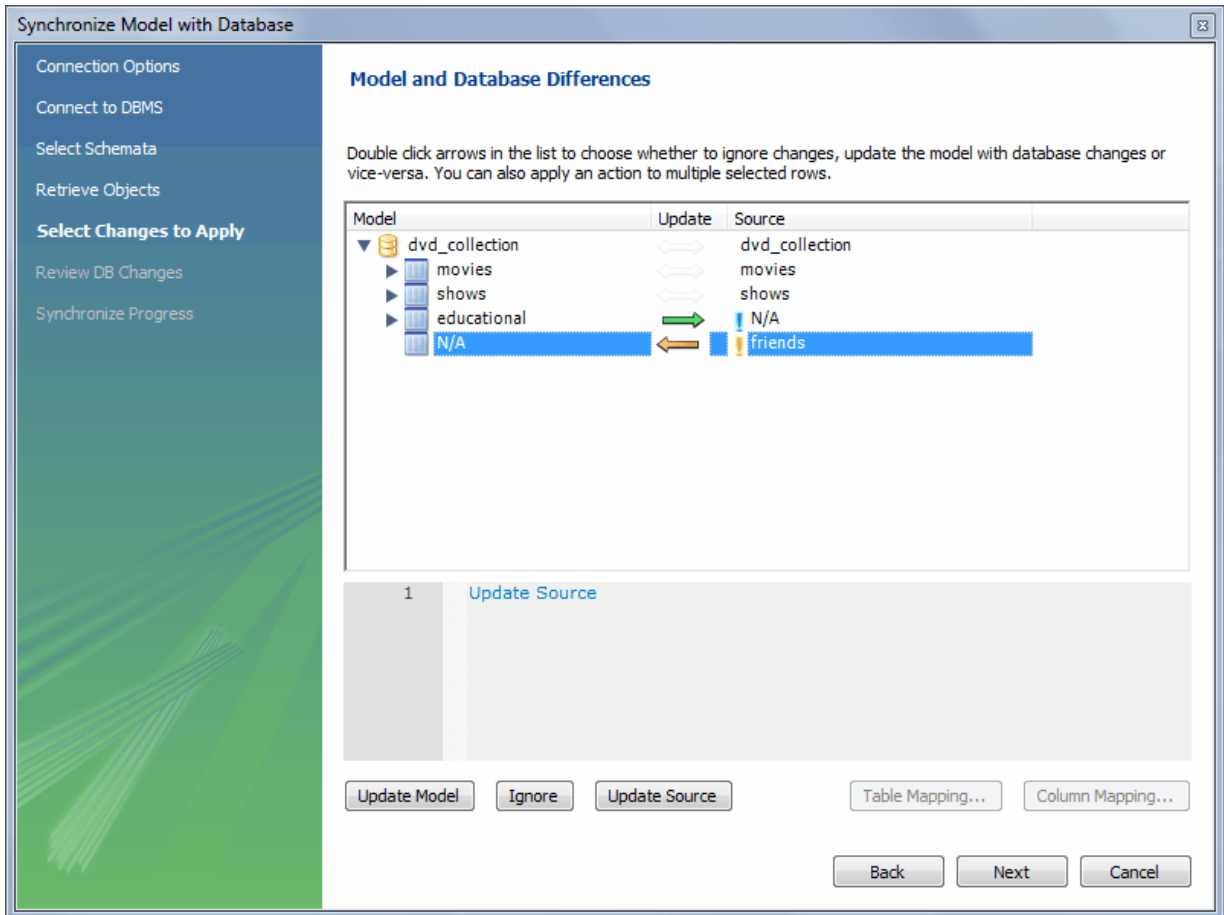 Synchronize Model with Database
Connection Options
Connect to DBMS
Select Schemata
Retrieve Objects
Select Changes to Apply
Review DB Changes
Synchronize Progress
Model and Database Differences
Double click arrows in the list to choose whether to ignore changes, update the model with database changes or
vice-versa. You can also apply an action to multiple selected rows.
Model Update Source
dvd_collection dvd_collection
movies movies
shows shows
educational N/A
N/A friends
1 Update Source
Update Model Ignore Update Source Table Mapping... Column Mapping...
Back Next Cancel